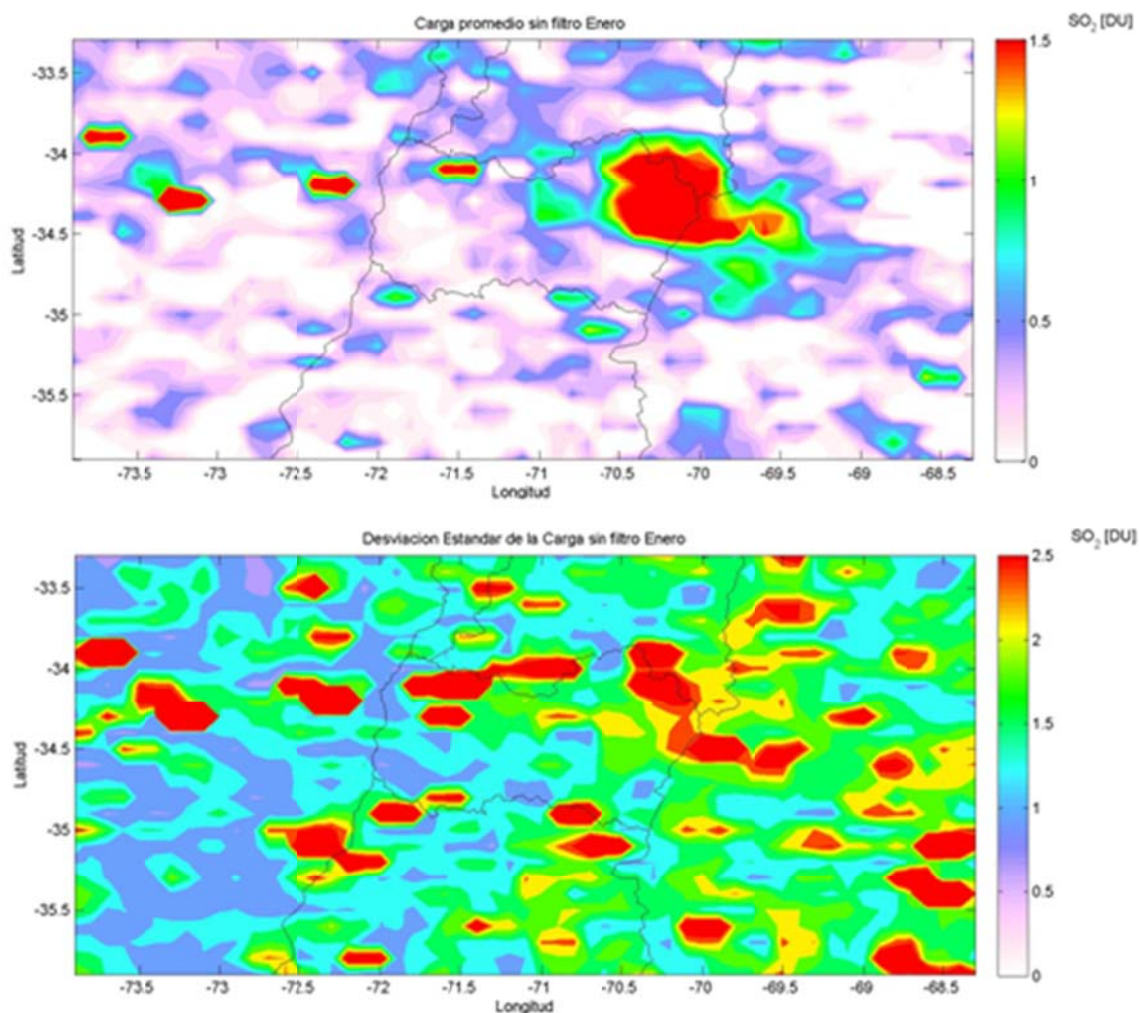 Carga promedio sin filtro Enero
SO2 [DU]
1.5
1
0.5
0
-33.5
-34
-34.5
-35
-35.5
Latitud
-73.5 -73 -72.5 -72 -71.5 -71 -70.5 -70 -69.5 -69 -68.5
Longitud
Desviacion Estandar de la Carga sin filtro Enero
SO2 [DU]
2.5
2
1.5
1
0.5
0
-33.5
-34
-34.5
-35
-35.5
Latitud
-73.5 -73 -72.5 -72 -71.5 -71 -70.5 -70 -69.5 -69 -68.5
Longitud